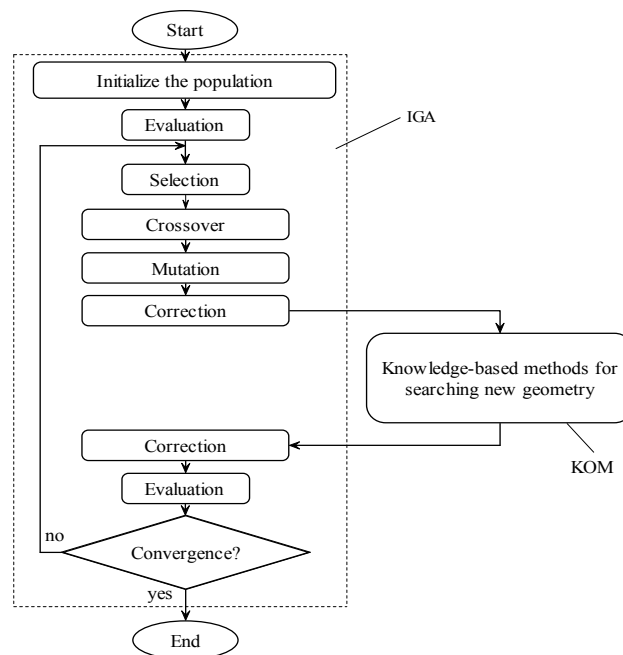 Start
Initialize the population
Evaluation
IGA
Selection
Crossover
Mutation
Correction
Knowledge-based methods for
searching new geometry
Correction
KOM
Evaluation
no
Convergence?
yes
End